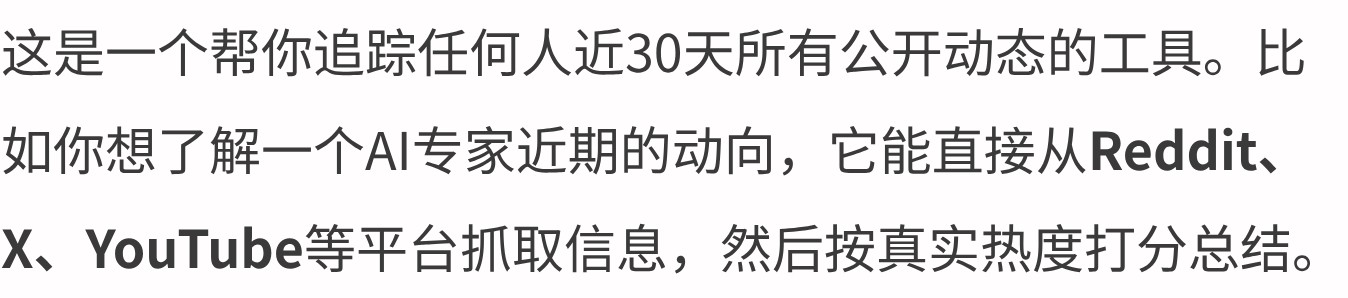 这是一个帮你追踪任何人近30天所有公开动态的工具。比
如你想了解一个AI专家近期的动向，它能直接从Reddit、
X、YouTube等平台抓取信息，然后按真实热度打分总结。